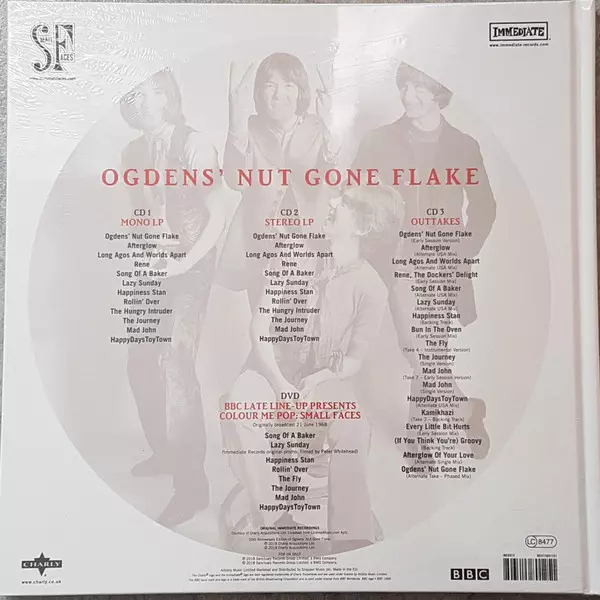 SMALL FACES
IMMEDIATE
www.immediate-records.com
OGDENS' NUT GONE FLAKE
CD 1
MONO LP
Ogdens' Nut Gone Flake
Afterglow
Long Agos And Worlds Apart
Rene
Song Of A Baker
Lazy Sunday
Happiness Stan
Rollin' Over
The Hungry Intruder
The Journey
Mad John
HappyDaysToyTown
CD 2
STEREO LP
Ogdens' Nut Gone Flake
Afterglow
Long Agos And Worlds Apart
Rene
Song Of A Baker
Lazy Sunday
Happiness Stan
Rollin' Over
The Hungry Intruder
The Journey
Mad John
HappyDaysToyTown
CD 3
OUTTAKES
Ogdens' Nut Gone Flake
(Early Session Version)
Afterglow
(Alternate USA Mix)
Long Agos And Worlds Apart
(Alternate USA Mix)
Rene, The Dockers' Delight
(Early Session Mix)
Song Of A Baker
(Alternate USA Mix)
Lazy Sunday
(Alternate USA Mix)
Happiness Stan
(Backing Track)
Bun In The Oven
(Early Session Mix)
The Fly
(Take 4 - Instrumental Version)
The Journey
(Single Version)
Mad John
(Take 7 - Early Session Version)
Mad John
(Single Version)
HappyDaysToyTown
(Alternate USA Mix)
Kamikhazi
(Take 2 - Backing Track)
Every Little Bit Hurts
(Early Session Mix)
(If You Think You're) Groovy
(Backing Track)
Afterglow Of Your Love
(Alternate Single Mix)
Ogdens' Nut Gone Flake
(Alternate Take - Phased Mix)
DVD
BBC LATE LINE-UP PRESENTS
COLOUR ME POP: SMALL FACES
Originally broadcast 21 June 1968
Song Of A Baker
Lazy Sunday
(Immediate Records original promo, filmed by Peter Whitehead)
Happiness Stan
Rollin' Over
The Fly
The Journey
Mad John
HappyDaysToyTown
ORIGINAL IMMEDIATE RECORDINGS
CHARLY
www.charly.co.uk
LC 8477
BBC